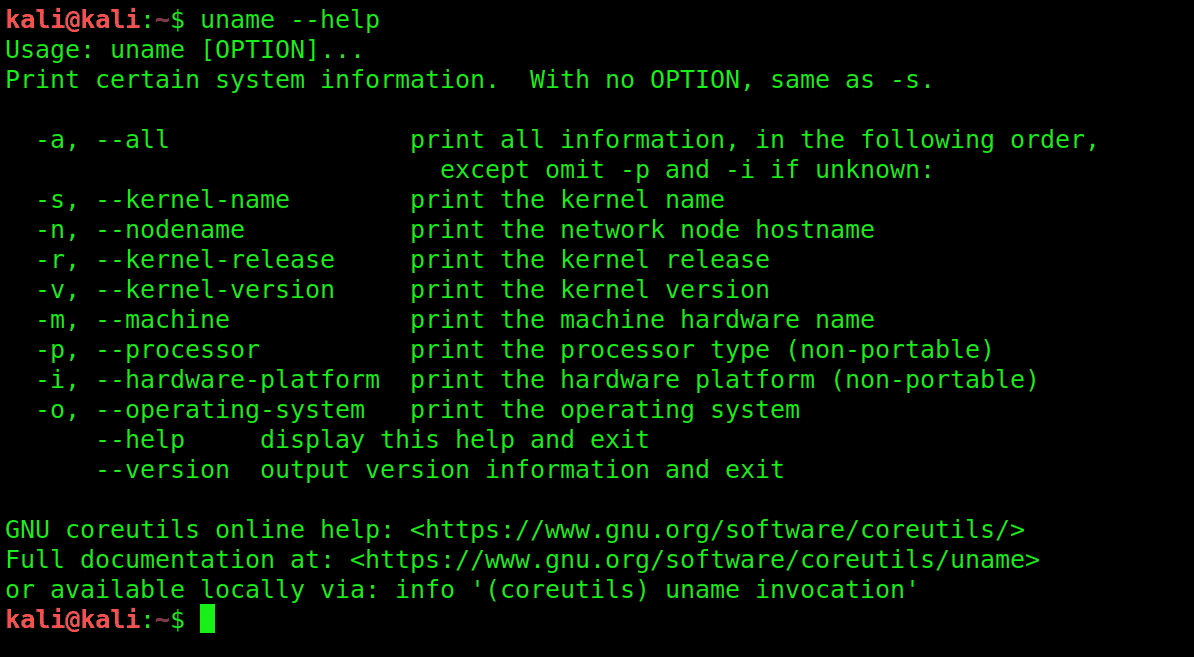 kali@kali:~$ uname --help
Usage: uname [OPTION]...
Print certain system information.  With no OPTION, same as -s.

  -a, --all                print all information, in the following order,
                             except omit -p and -i if unknown:
  -s, --kernel-name        print the kernel name
  -n, --nodename           print the network node hostname
  -r, --kernel-release     print the kernel release
  -v, --kernel-version     print the kernel version
  -m, --machine            print the machine hardware name
  -p, --processor          print the processor type (non-portable)
  -i, --hardware-platform  print the hardware platform (non-portable)
  -o, --operating-system   print the operating system
      --help     display this help and exit
      --version  output version information and exit

GNU coreutils online help: <https://www.gnu.org/software/coreutils/>
Full documentation at: <https://www.gnu.org/software/coreutils/uname>
or available locally via: info '(coreutils) uname invocation'
kali@kali:~$